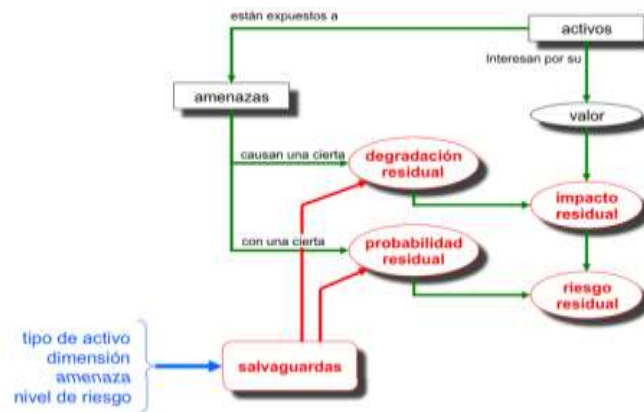 están expuestos a
activos
Interesan por su
amenazas
valor
causan una cierta
degradación
residual
impacto
residual
con una cierta
probabilidad
residual
riesgo
residual
tipo de activo
dimensión
amenaza
nivel de riesgo
salvaguardas